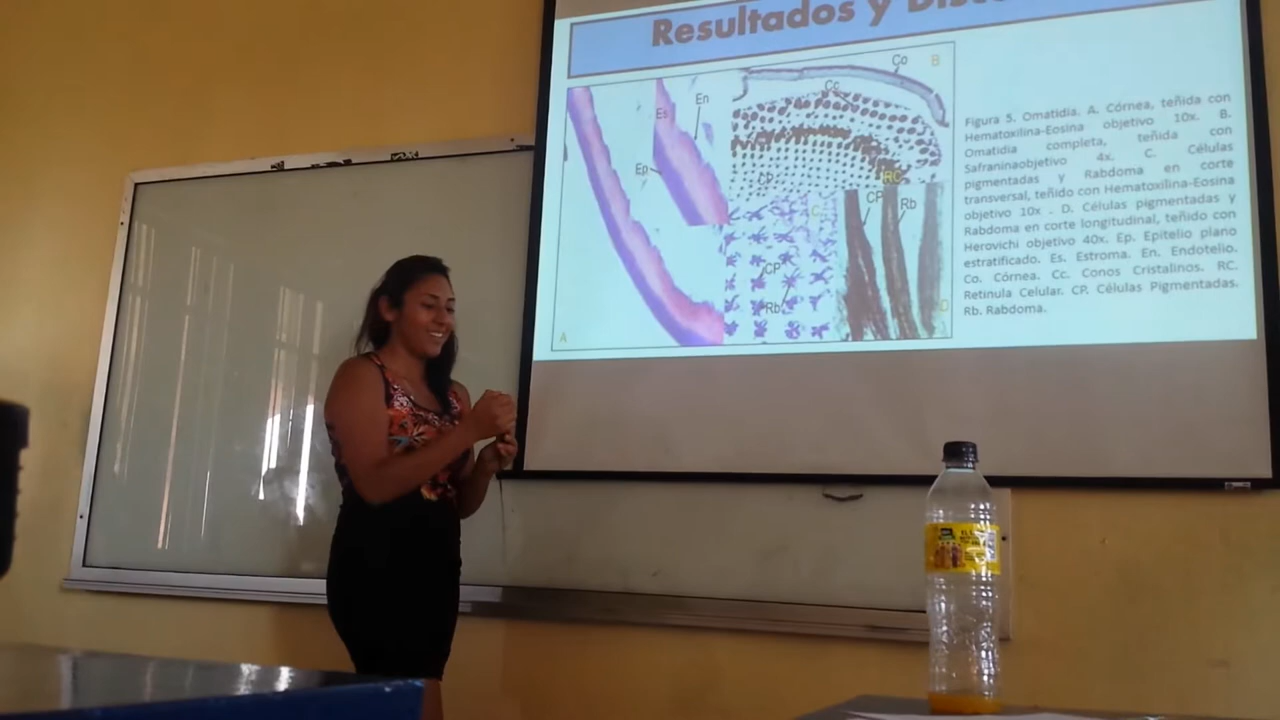 Resultados y
Co
B
Cc
Es
En
Ep
RC
CP
Rb
C
CP
Rb
D
A
Figura 5. Omatidia. A. Córnea, teñida con
Hematoxilina-Eosina objetivo 10x. B.
Omatidia completa, teñida con
Safraninaobjetivo 4x. C. Células
pigmentadas y Rabdoma en corte
transversal, teñido con Hematoxilina-Eosina
objetivo 10x . D. Células pigmentadas y
Rabdoma en corte longitudinal, teñido con
Herovichi objetivo 40x. Ep. Epitelio plano
estratificado. Es. Estroma. En. Endotelio.
Co. Córnea. Cc. Conos Cristalinos. RC.
Retinula Celular. CP. Células Pigmentadas.
Rb. Rabdoma.